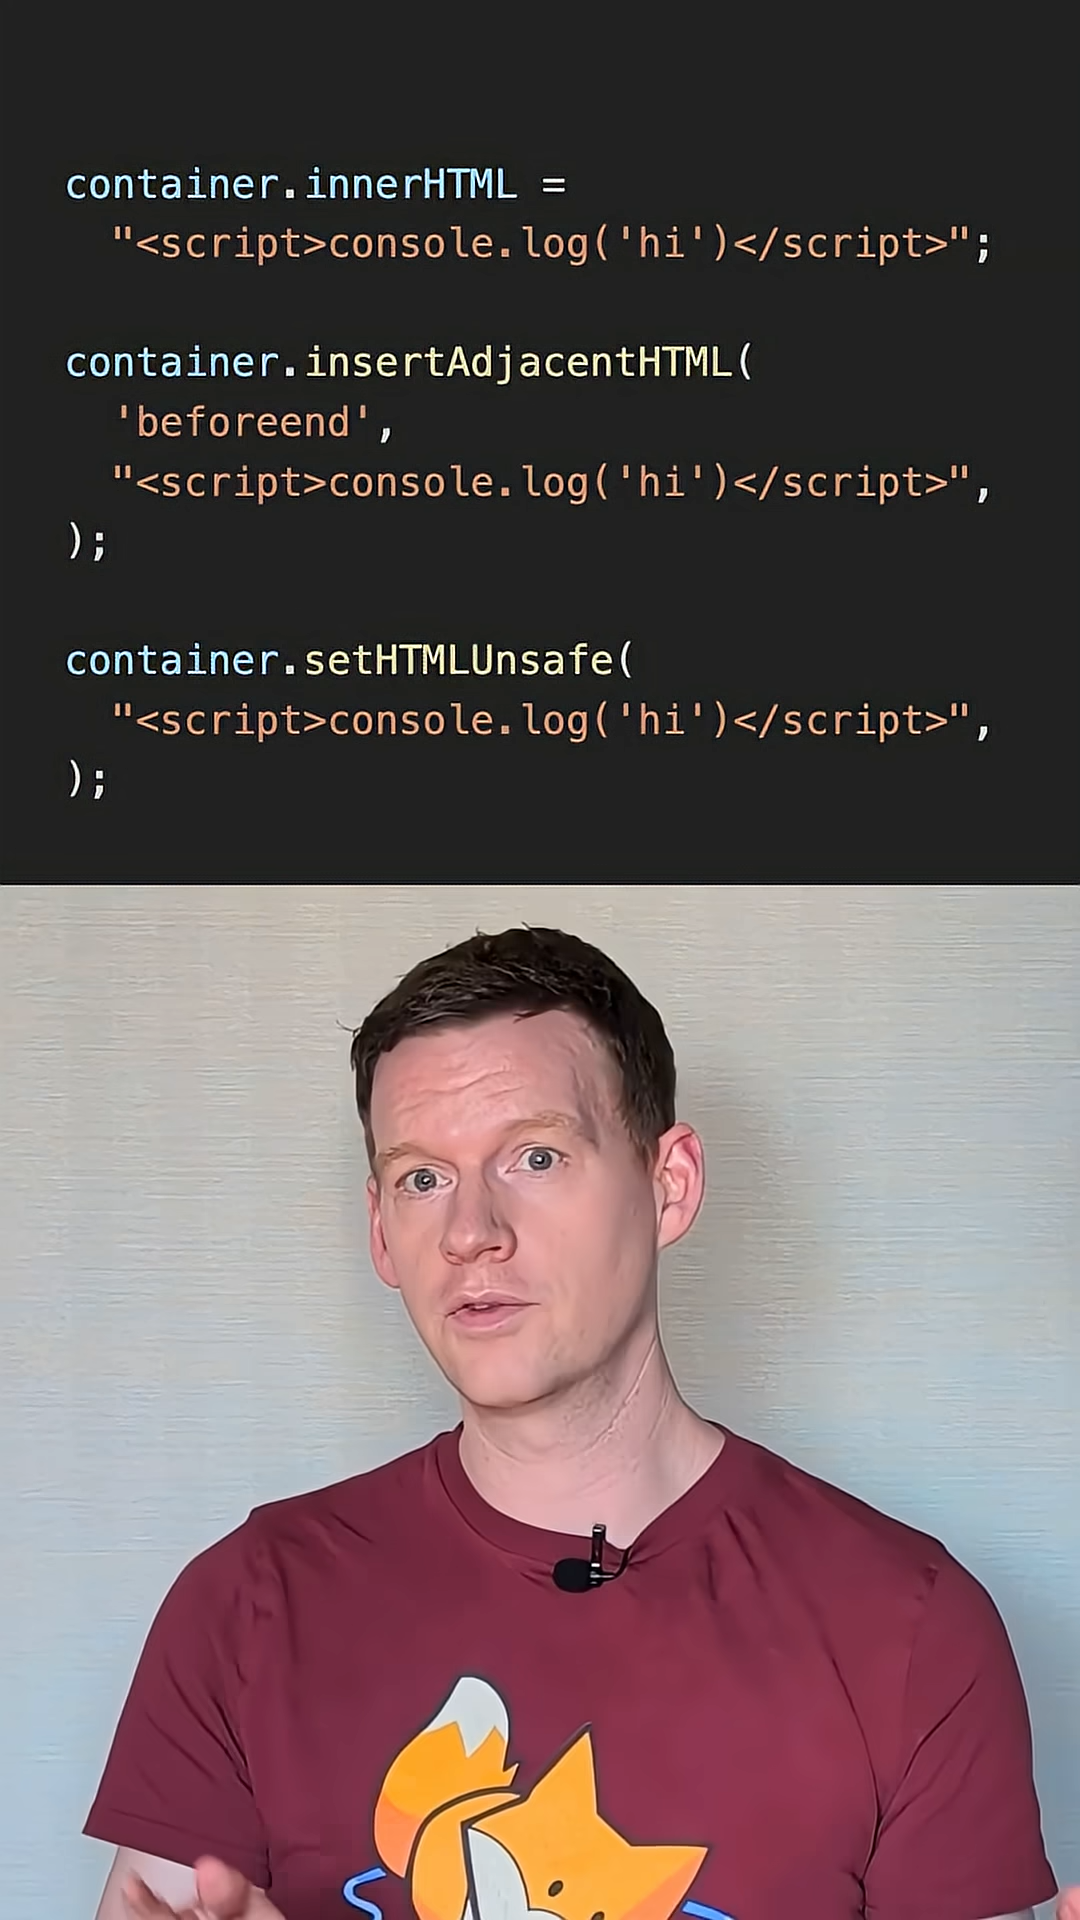 container.innerHTML =
"<script>console.log('hi')</script>";
container.insertAdjacentHTML(
'beforeend',
"<script>console.log('hi')</script>",
);
container.setHTMLUnsafe(
"<script>console.log('hi')</script>",
);